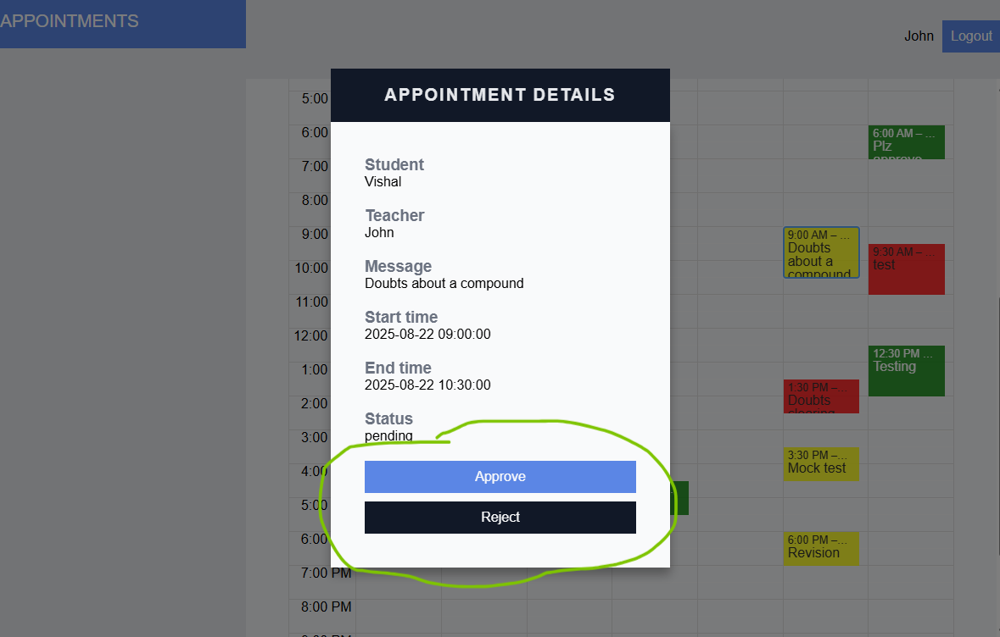 APPOINTMENTS
John
Logout
APPOINTMENT DETAILS
Student
Vishal
Teacher
John
Message
Doubts about a compound
Start time
2025-08-22 09:00:00
End time
2025-08-22 10:30:00
Status
pending
Approve
Reject
5:00
6:00
7:00
8:00
9:00
10:00
11:00
12:00
1:00
2:00
3:00
4:00
5:00
6:00
7:00 PM
8:00 PM
9:00 AM – ...
Doubts
about a
compound
1:30 PM –...
Doubts
clearing
3:30 PM –...
Mock test
6:00 PM –...
Revision
6:00 AM – ...
Plz
approve
9:30 AM – ...
test
12:30 PM ...
Testing